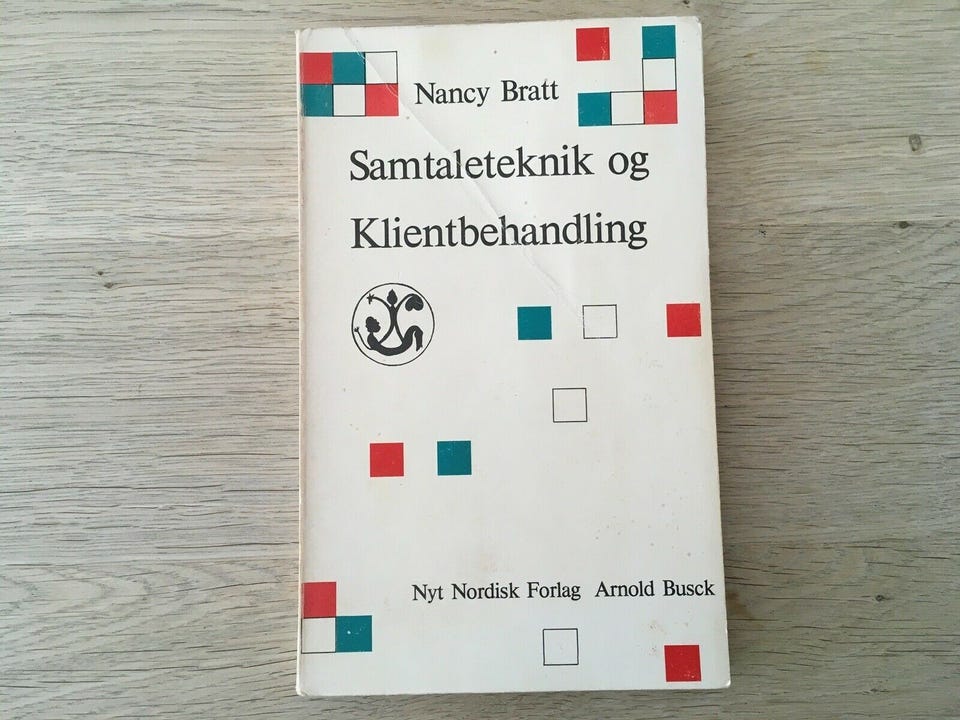 Nancy Bratt
Samtaleteknik og
Klientbehandling
Nyt Nordisk Forlag Arnold Busck